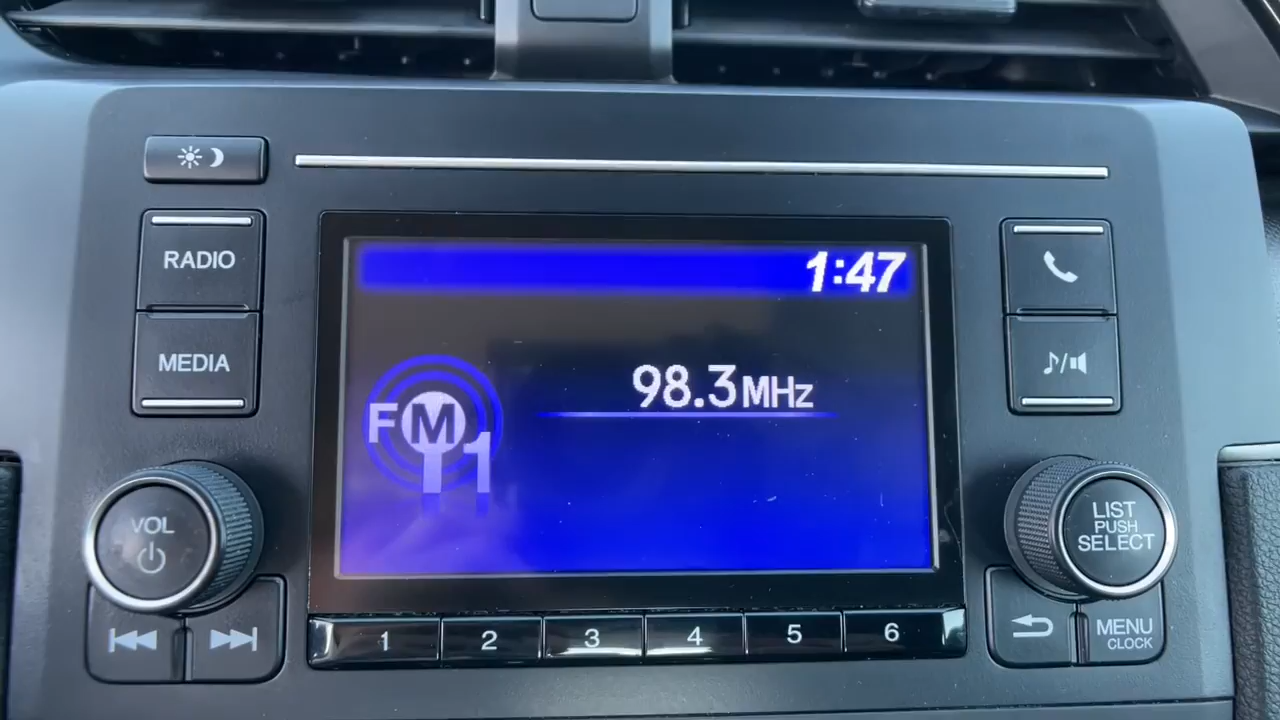 RADIO
MEDIA
VOL
1:47
98.3MHz
FM
1
1 2 3 4 5 6
LIST
PUSH
SELECT
MENU
CLOCK